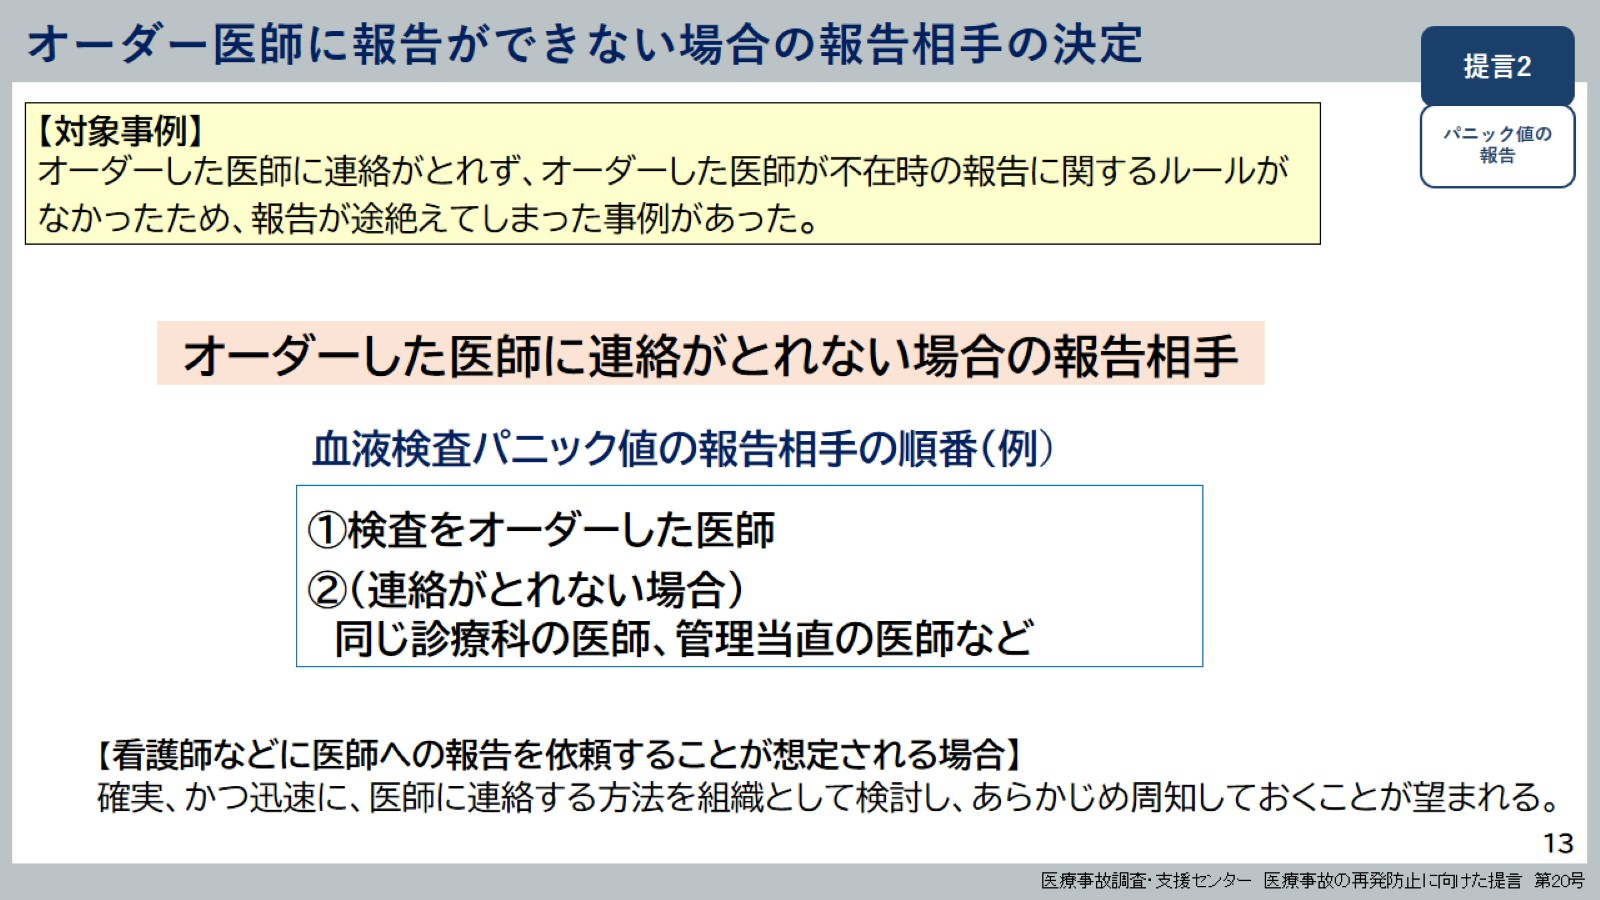 オーダー医師に報告ができない場合の報告相手の決定
提言2
パニック値の
報告
【対象事例】
オーダーした医師に連絡がとれず、オーダーした医師が不在時の報告に関するルールが
なかったため、報告が途絶えてしまった事例があった。
オーダーした医師に連絡がとれない場合の報告相手
血液検査パニック値の報告相手の順番（例）
①検査をオーダーした医師
②（連絡がとれない場合）
同じ診療科の医師、管理当直の医師など
【看護師などに医師への報告を依頼することが想定される場合】
確実、かつ迅速に、医師に連絡する方法を組織として検討し、あらかじめ周知しておくことが望まれる。
13
医療事故調査・支援センター　医療事故の再発防止に向けた提言　第20号